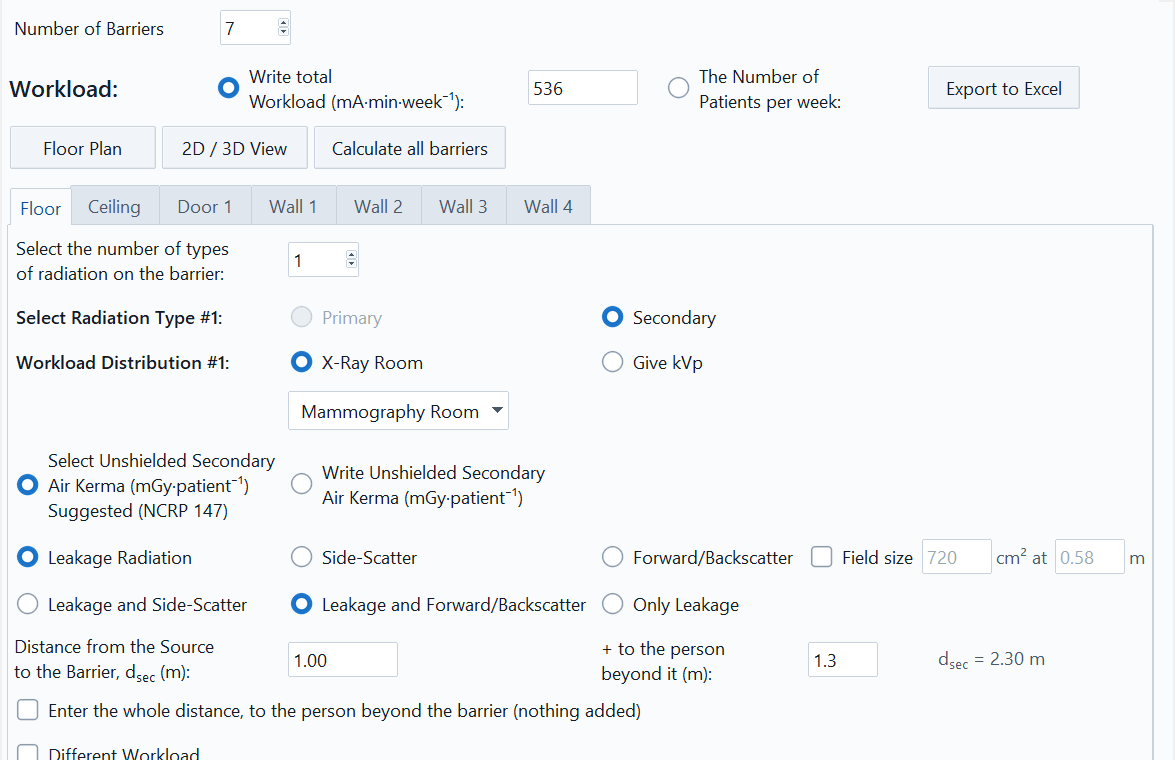 Number of Barriers 7
Workload: Write total Workload (mA·min·week⁻¹): 536 The Number of Patients per week: Export to Excel
Floor Plan 2D / 3D View Calculate all barriers
Floor Ceiling Door 1 Wall 1 Wall 2 Wall 3 Wall 4
Select the number of types
of radiation on the barrier: 1
Select Radiation Type #1: Primary Secondary
Workload Distribution #1: X-Ray Room Give kVp
Mammography Room
Select Unshielded Secondary
Air Kerma (mGy·patient⁻¹)
Suggested (NCRP 147)
Write Unshielded Secondary
Air Kerma (mGy·patient⁻¹)
Leakage Radiation Side-Scatter Forward/Backscatter Field size 720 cm² at 0.58 m
Leakage and Side-Scatter Leakage and Forward/Backscatter Only Leakage
Distance from the Source
to the Barrier, dsec (m): 1.00
+ to the person
beyond it (m): 1.3 dsec = 2.30 m
Enter the whole distance, to the person beyond the barrier (nothing added)
Different Workload